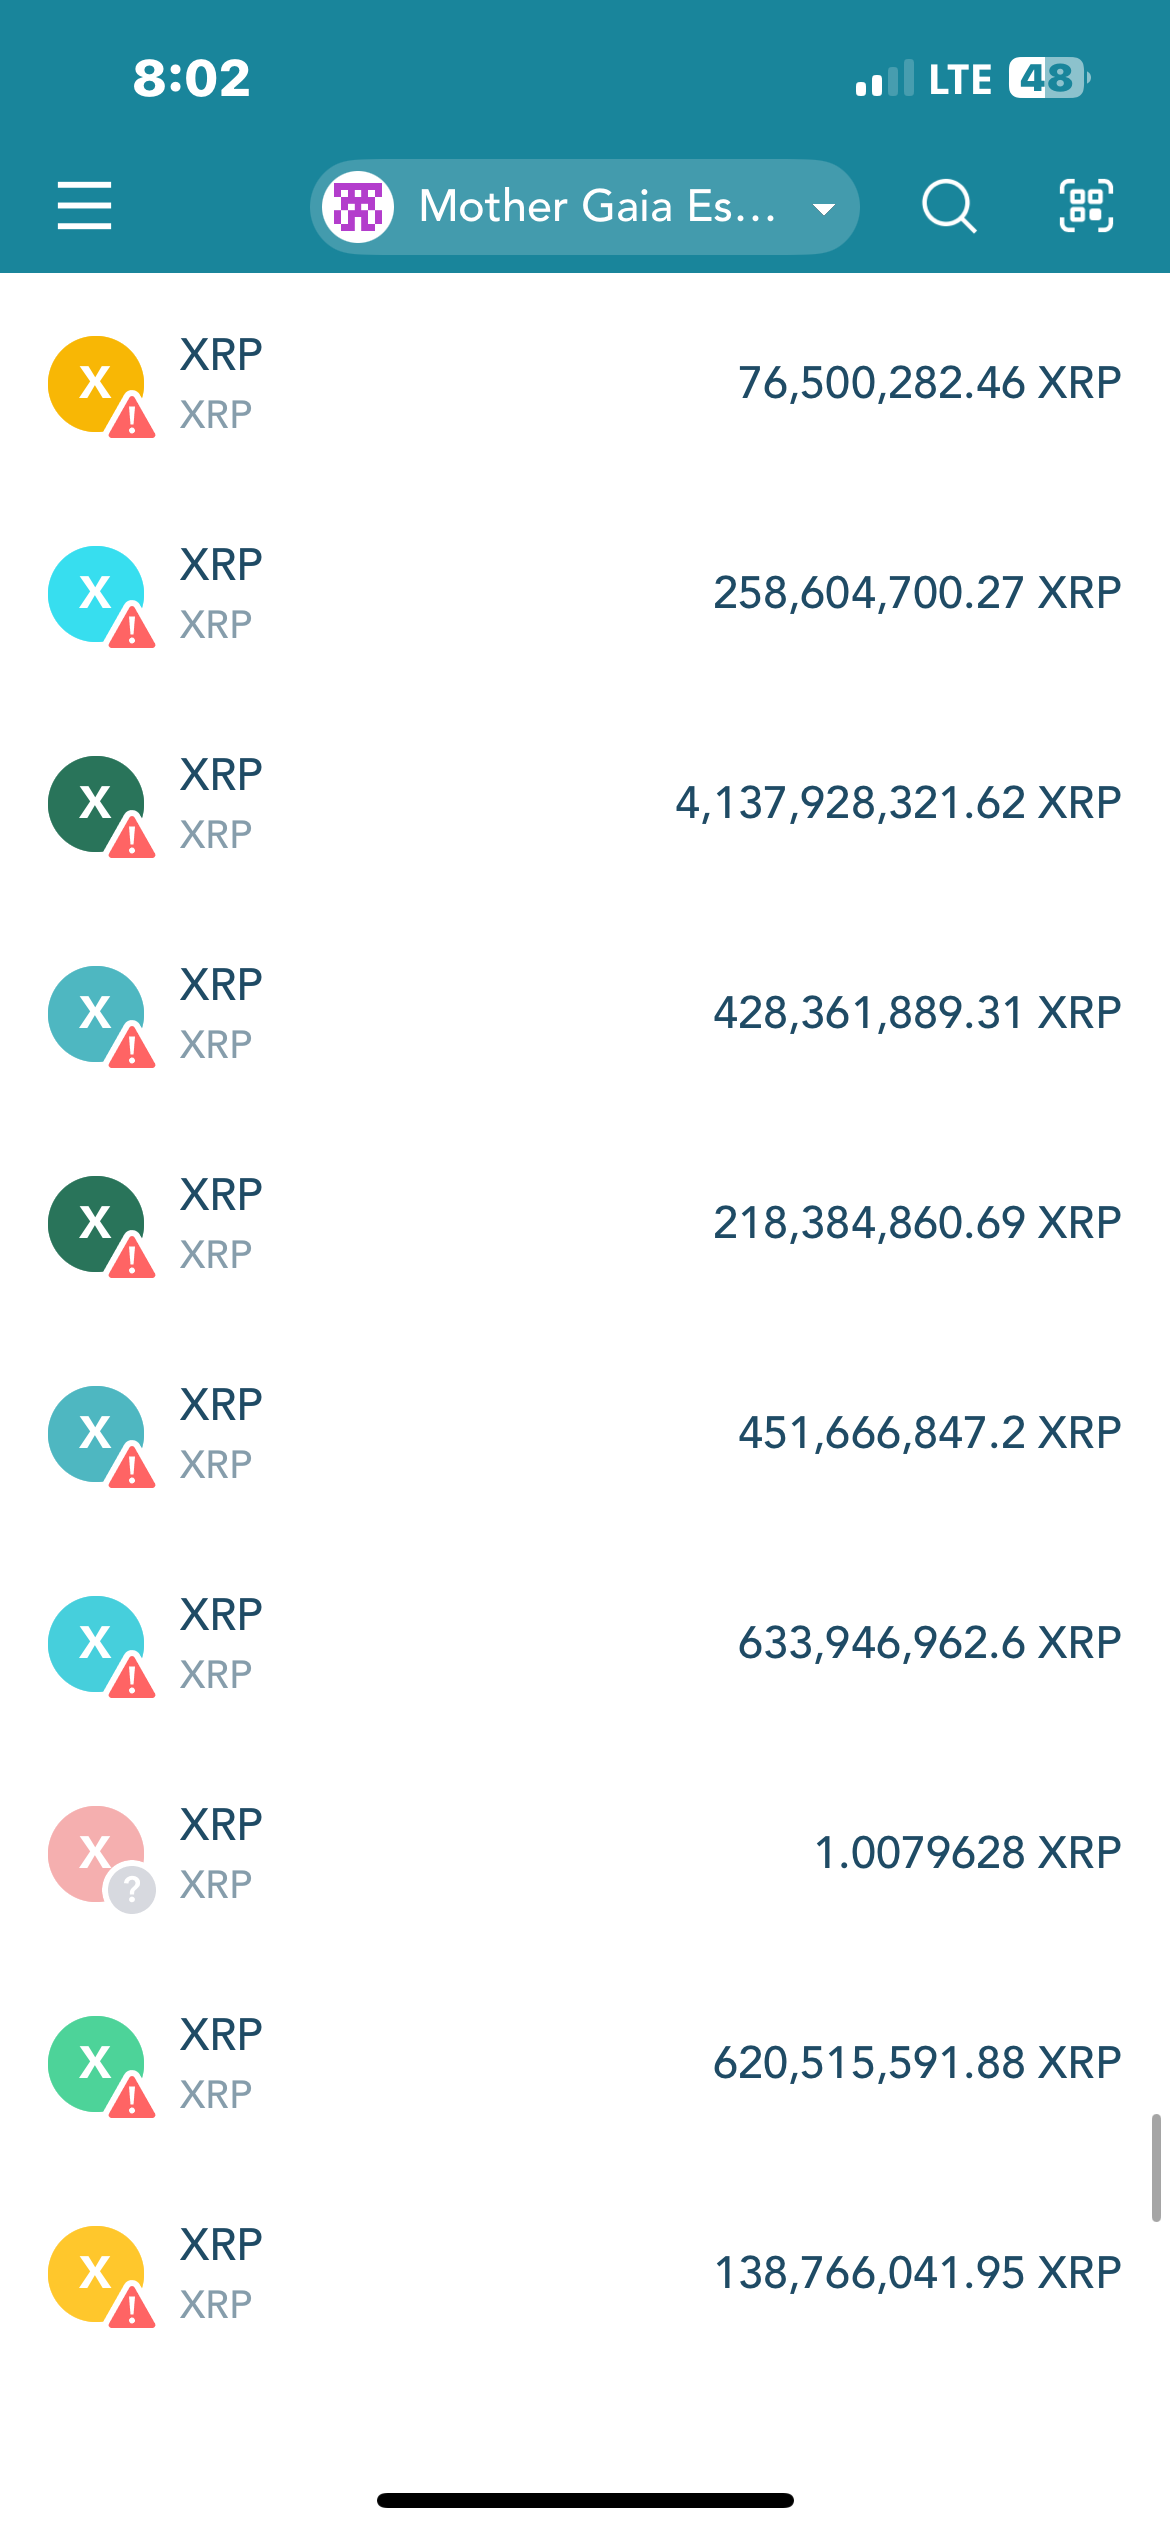 8:02
LTE 48
Mother Gaia Es...
X
XRP
XRP
76,500,282.46 XRP
X
XRP
XRP
258,604,700.27 XRP
X
XRP
XRP
4,137,928,321.62 XRP
X
XRP
XRP
428,361,889.31 XRP
X
XRP
XRP
218,384,860.69 XRP
X
XRP
XRP
451,666,847.2 XRP
X
XRP
XRP
633,946,962.6 XRP
X
?
XRP
XRP
1.0079628 XRP
X
XRP
XRP
620,515,591.88 XRP
X
XRP
XRP
138,766,041.95 XRP